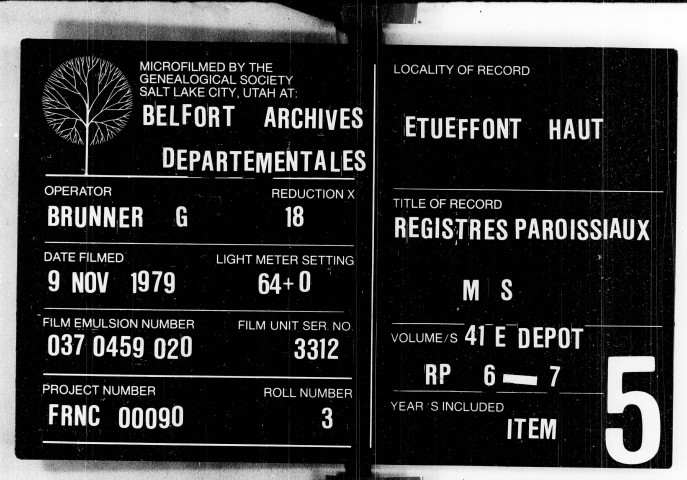 MICROFILMED BY THE
GENEALOGICAL SOCIETY
SALT LAKE CITY, UTAH AT:
BELFORT ARCHIVES
DEPARTEMENTALES
OPERATOR REDUCTION X
BRUNNER G 18
DATE FILMED LIGHT METER SETTING
9 NOV 1979 64+0
FILM EMULSION NUMBER FILM UNIT SER. NO.
037 0459 020 3312
PROJECT NUMBER ROLL NUMBER
FRNC 00090 3
LOCALITY OF RECORD
ETUEFFONT HAUT
TITLE OF RECORD
REGISTRES PAROISSIAUX
M S
VOLUME/S 41 E DEPOT
RP 6 — 7
YEAR/S INCLUDED
ITEM 5